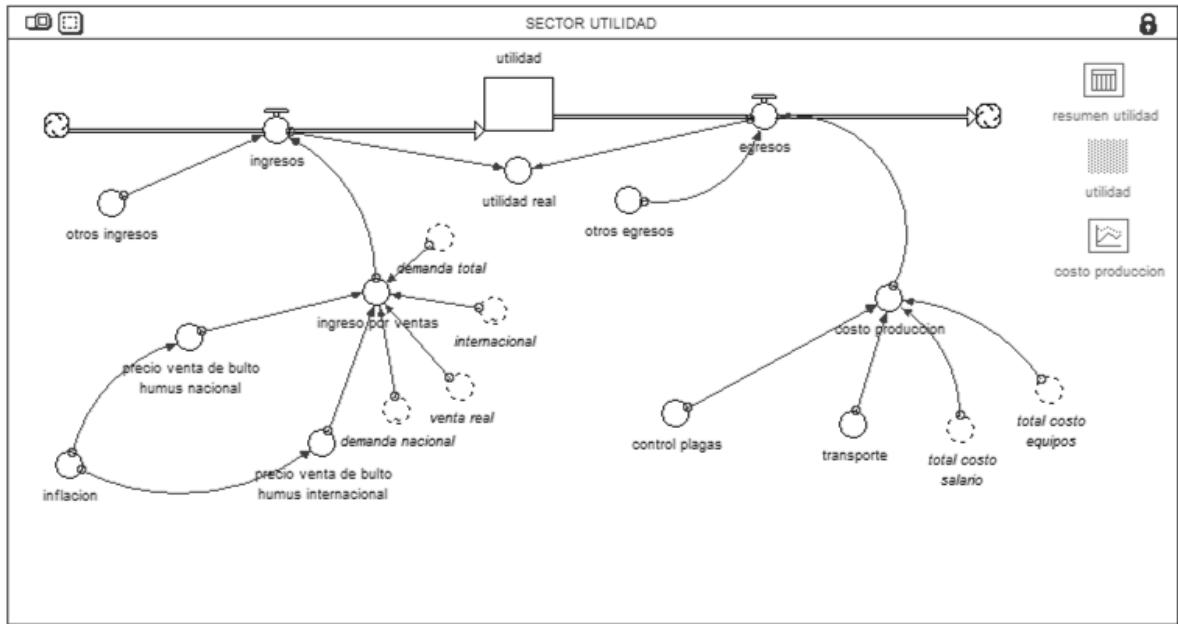 SECTOR UTILIDAD
utilidad
resumen utilidad
ingresos
egresos
utilidad real
utilidad
otros ingresos
otros egresos
demanda total
costo produccion
ingreso por ventas
costo produccion
internacional
precio venta de bulto
humus nacional
venta real
demanda nacional
control plagas
transporte
total costo
equipos
total costo
salario
precio venta de bulto
humus internacional
inflacion